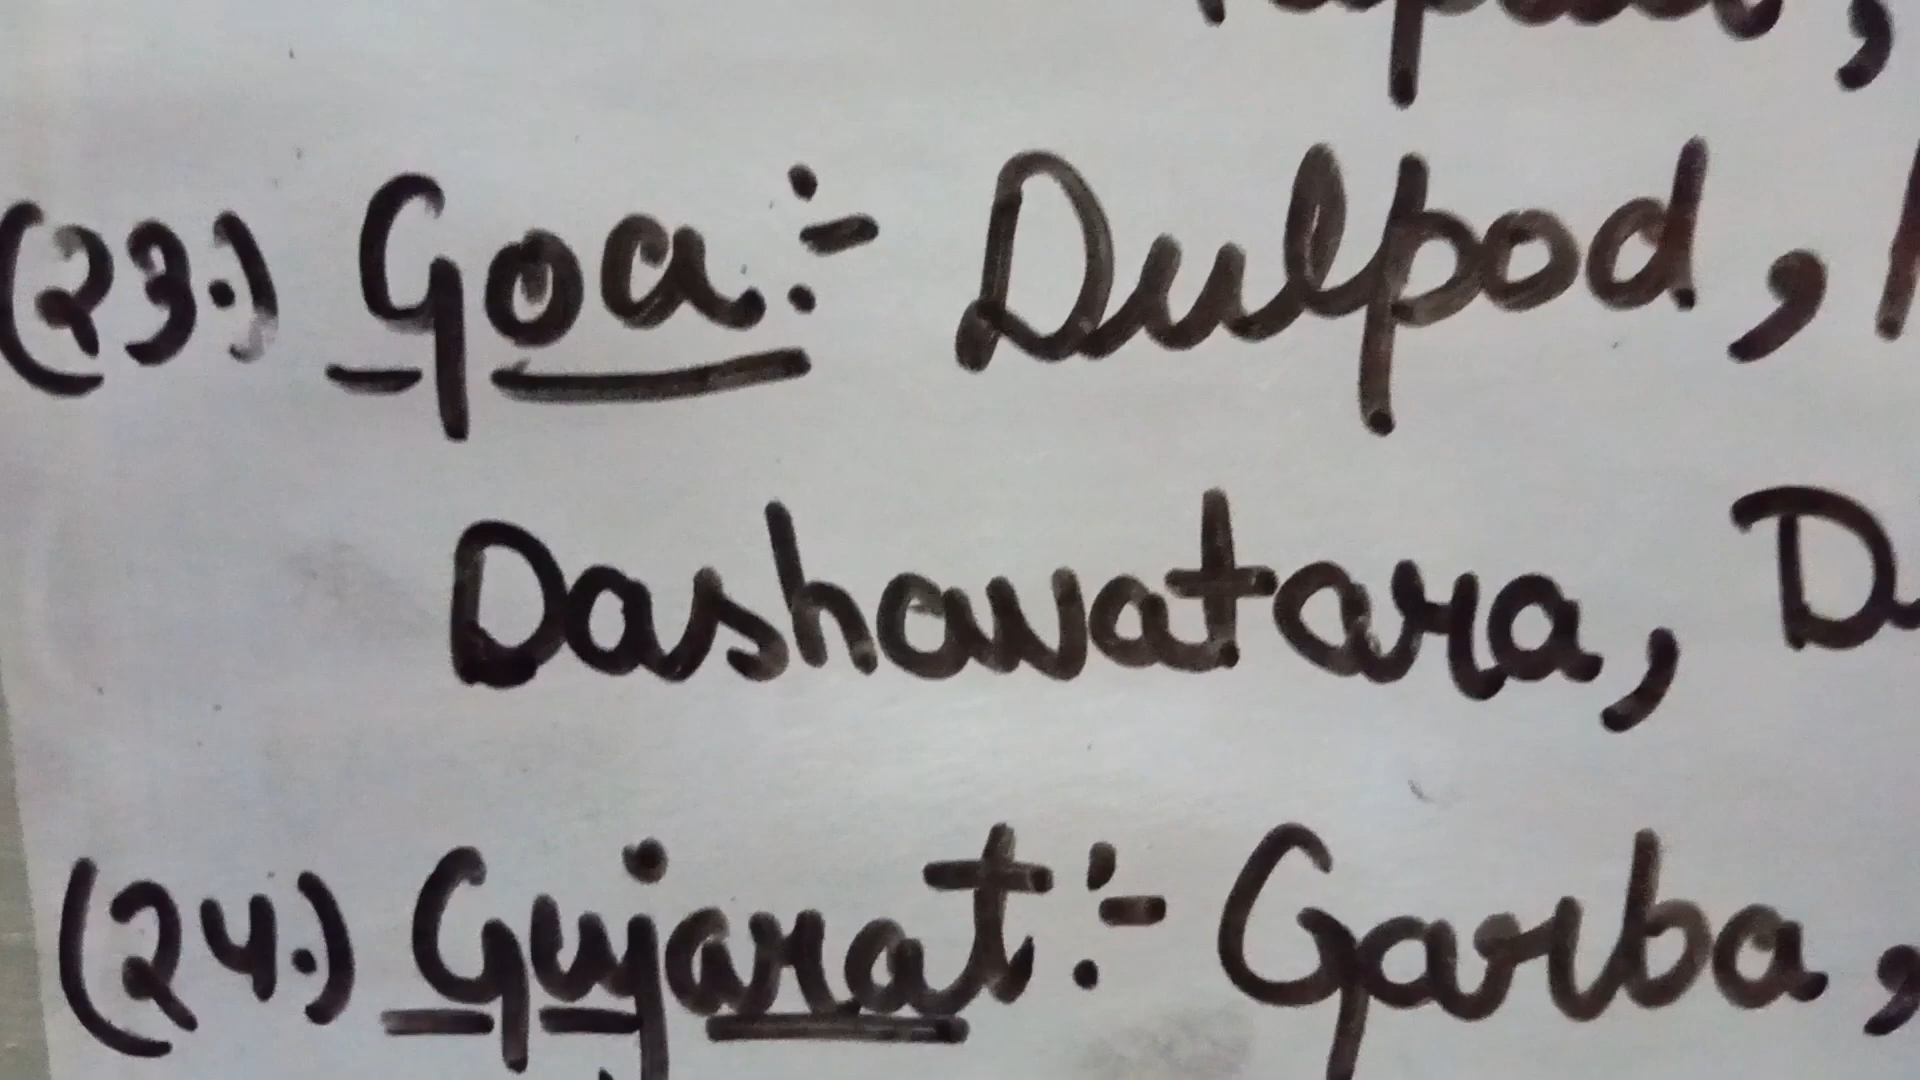 (23.) Goa:- Dulpod,
Dashavatara,
(24.) Gujarat:- Garba,